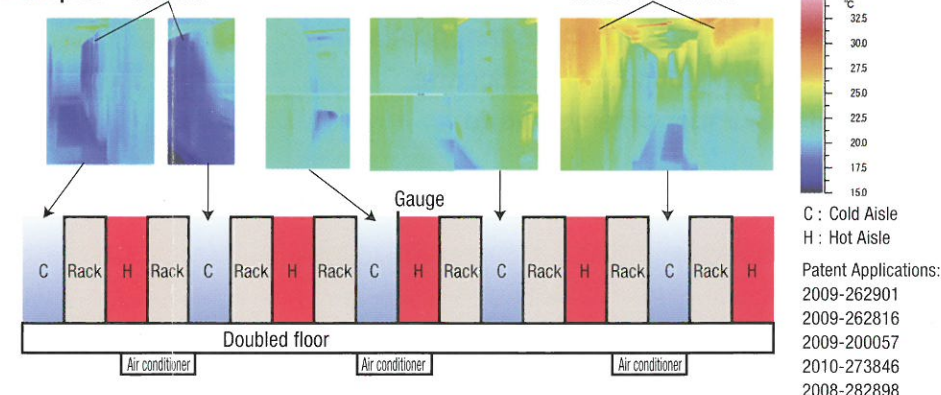 ℃
32.5
30.0
27.5
25.0
22.5
20.0
17.5
15.0
Gauge
C Rack H Rack C Rack H Rack C H Rack C Rack H Rack C Rack H
Doubled floor
Air conditioner Air conditioner Air conditioner
C : Cold Aisle
H : Hot Aisle
Patent Applications:
2009-262901
2009-262816
2009-200057
2010-273846
2008-282898